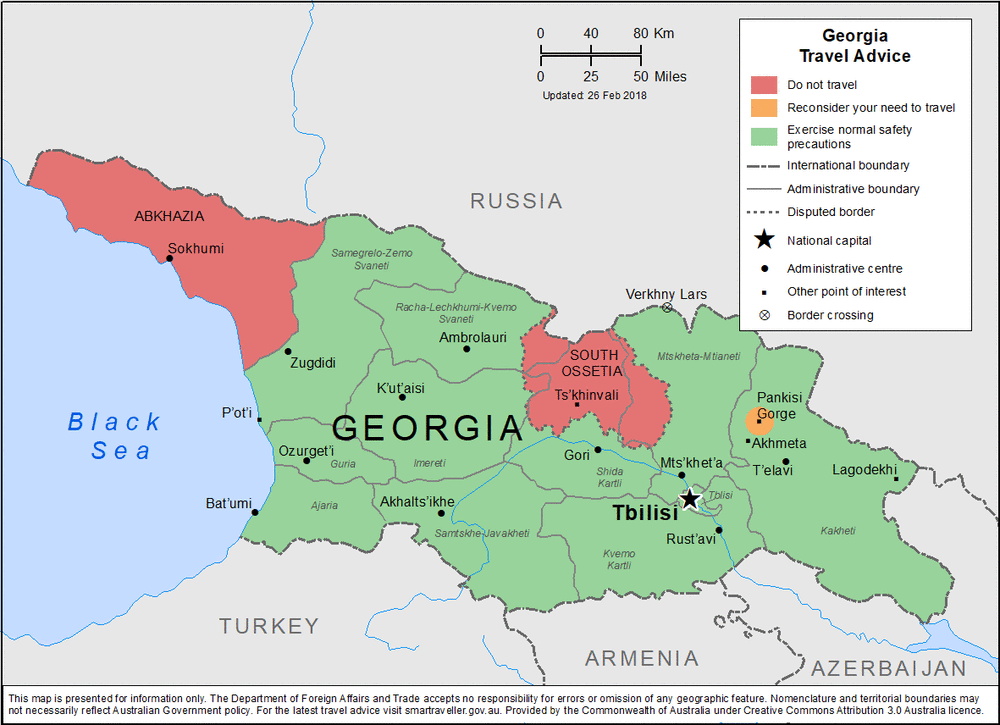 Georgia
Travel Advice
Do not travel
Reconsider your need to travel
Exercise normal safety
precautions
International boundary
Administrative boundary
Disputed border
National capital
Administrative centre
Other point of interest
Border crossing
0 40 80 Km
0 25 50 Miles
Updated: 26 Feb 2018
RUSSIA
ABKHAZIA
Sokhumi
Samegrelo-Zemo
Svaneti
Racha-Lechkhumi-Kvemo
Svaneti
Verkhny Lars
Ambrolauri
Zugdidi
SOUTH
OSSETIA
Mtskheta-Mtianeti
Ts'khinvali
K'ut'aisi
Pankisi
Gorge
P'ot'i
Black
Sea
GEORGIA
Akhmeta
Ozurget'i
Guria
Imereti
Gori
Shida
Kartli
Mts'khet'a
T'elavi
Lagodekhi
Bat'umi
Ajaria
Akhalts'ikhe
Tblisi
Tbilisi
Samtskhe-Javakheti
Rust'avi
Kakheti
Kvemo
Kartli
TURKEY
ARMENIA
AZERBAIJAN
This map is presented for information only. The Department of Foreign Affairs and Trade accepts no responsibility for errors or omission of any geographic feature. Nomenclature and territorial boundaries may
not necessarily reflect Australian Government policy. For the latest travel advice visit smartraveller.gov.au. Provided by the Commonwealth of Australia under Creative Commons Attribution 3.0 Australia licence.